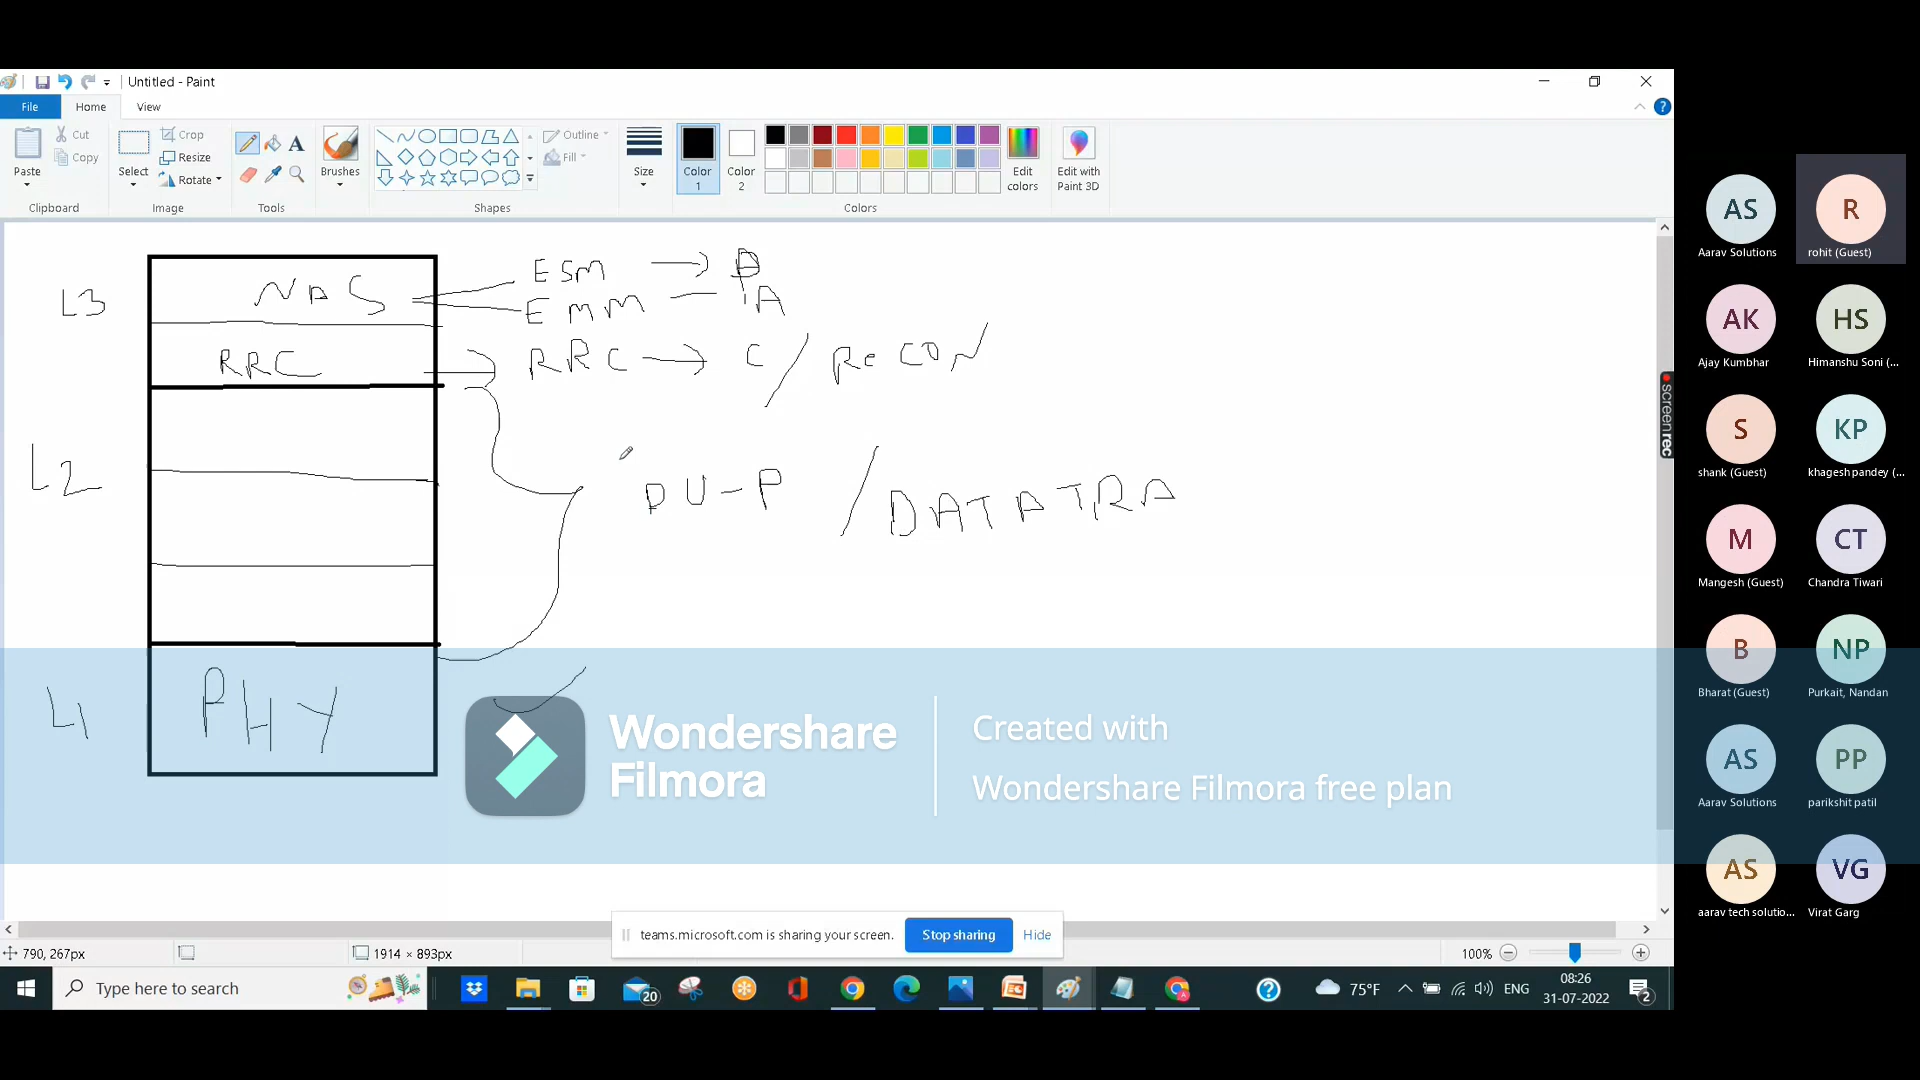 Untitled - Paint
File Home View
Paste
Cut
Copy
Clipboard
Select
Crop
Resize
Rotate
Image
Tools
Brushes
Shapes
Outline
Fill
Size
Color 1
Color 2
Edit colors
Edit with Paint 3D
Colors
L3
NAS
ESM
EMM A
RRC
RRC C / RECON
L2
DU-P / DATATRA
L1
PHY
Wondershare Filmora
Created with
Wondershare Filmora free plan
screenrec
AS
Aarav Solutions
R
rohit (Guest)
AK
Ajay Kumbhar
HS
Himanshu Soni (...
S
shank (Guest)
KP
khagesh pandey (...
M
Mangesh (Guest)
CT
Chandra Tiwari
B
Bharat (Guest)
NP
Purkait, Nandan
AS
Aarav Solutions
PP
parikshit patil
AS
aarav tech solutio...
VG
Virat Garg
teams.microsoft.com is sharing your screen. Stop sharing Hide
790, 267px
1914 × 893px
100%
Type here to search
20
75°F
ENG
08:26
31-07-2022
2